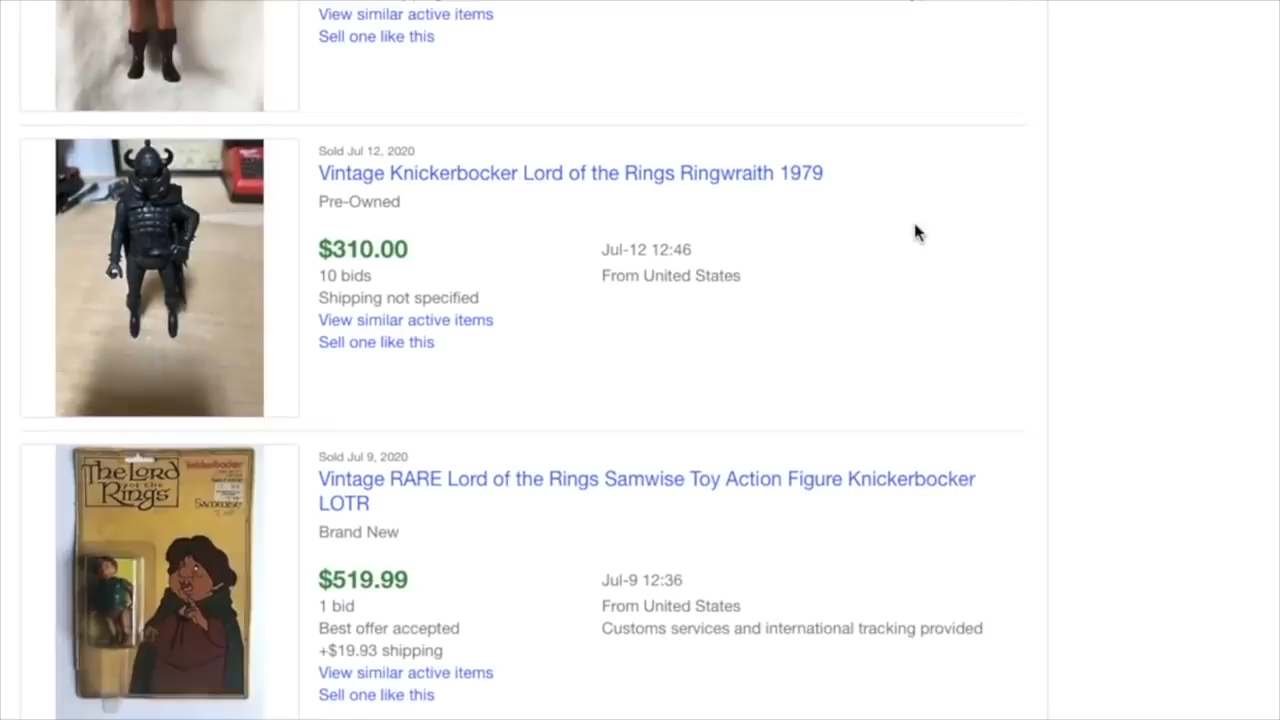 View similar active items
Sell one like this
Sold Jul 12, 2020
Vintage Knickerbocker Lord of the Rings Ringwraith 1979
Pre-Owned
$310.00
Jul-12 12:46
10 bids
From United States
Shipping not specified
View similar active items
Sell one like this
The Lord
of the
Rings
Knickerbocker
Samwise
Sold Jul 9, 2020
Vintage RARE Lord of the Rings Samwise Toy Action Figure Knickerbocker
LOTR
Brand New
$519.99
Jul-9 12:36
1 bid
From United States
Best offer accepted
Customs services and international tracking provided
+$19.93 shipping
View similar active items
Sell one like this